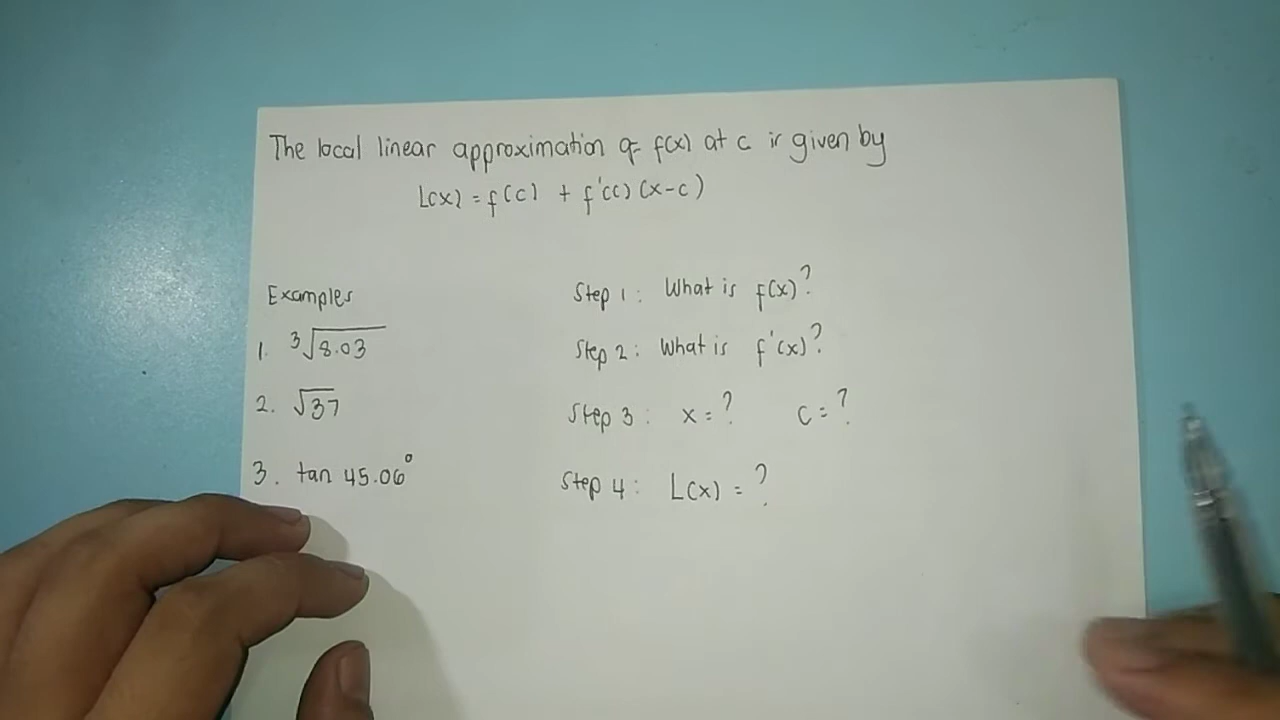 The local linear approximation of f(x) at c is given by
L(x) = f(c) + f'(c) (x-c)
Examples
1. ³√8.03
2. √37
3. tan 45.06°
Step 1: What is f(x)?
Step 2: What is f'(x)?
Step 3: x = ? c = ?
Step 4: L(x) = ?